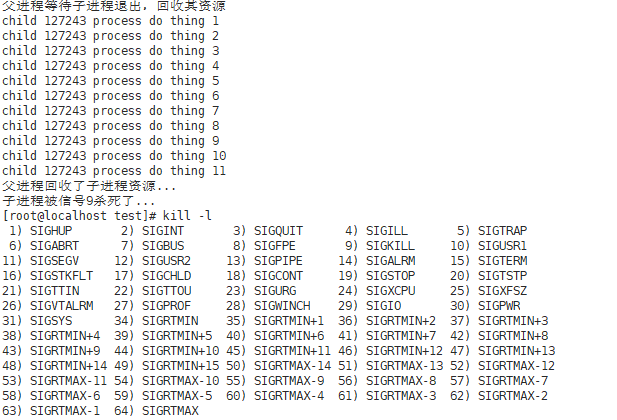 父进程等待子进程退出，回收其资源
child 127243 process do thing 1
child 127243 process do thing 2
child 127243 process do thing 3
child 127243 process do thing 4
child 127243 process do thing 5
child 127243 process do thing 6
child 127243 process do thing 7
child 127243 process do thing 8
child 127243 process do thing 9
child 127243 process do thing 10
child 127243 process do thing 11
父进程回收了子进程资源...
子进程被信号9杀死了...
[root@localhost test]# kill -l
 1) SIGHUP       2) SIGINT       3) SIGQUIT      4) SIGILL       5) SIGTRAP
 6) SIGABRT      7) SIGBUS       8) SIGFPE       9) SIGKILL     10) SIGUSR1
11) SIGSEGV     12) SIGUSR2     13) SIGPIPE     14) SIGALRM     15) SIGTERM
16) SIGSTKFLT   17) SIGCHLD     18) SIGCONT     19) SIGSTOP     20) SIGTSTP
21) SIGTTIN     22) SIGTTOU     23) SIGURG      24) SIGXCPU     25) SIGXFSZ
26) SIGVTALRM   27) SIGPROF     28) SIGWINCH    29) SIGIO       30) SIGPWR
31) SIGSYS      34) SIGRTMIN    35) SIGRTMIN+1  36) SIGRTMIN+2  37) SIGRTMIN+3
38) SIGRTMIN+4  39) SIGRTMIN+5  40) SIGRTMIN+6  41) SIGRTMIN+7  42) SIGRTMIN+8
43) SIGRTMIN+9  44) SIGRTMIN+10 45) SIGRTMIN+11 46) SIGRTMIN+12 47) SIGRTMIN+13
48) SIGRTMIN+14 49) SIGRTMIN+15 50) SIGRTMAX-14 51) SIGRTMAX-13 52) SIGRTMAX-12
53) SIGRTMAX-11 54) SIGRTMAX-10 55) SIGRTMAX-9  56) SIGRTMAX-8  57) SIGRTMAX-7
58) SIGRTMAX-6  59) SIGRTMAX-5  60) SIGRTMAX-4  61) SIGRTMAX-3  62) SIGRTMAX-2
63) SIGRTMAX-1  64) SIGRTMAX